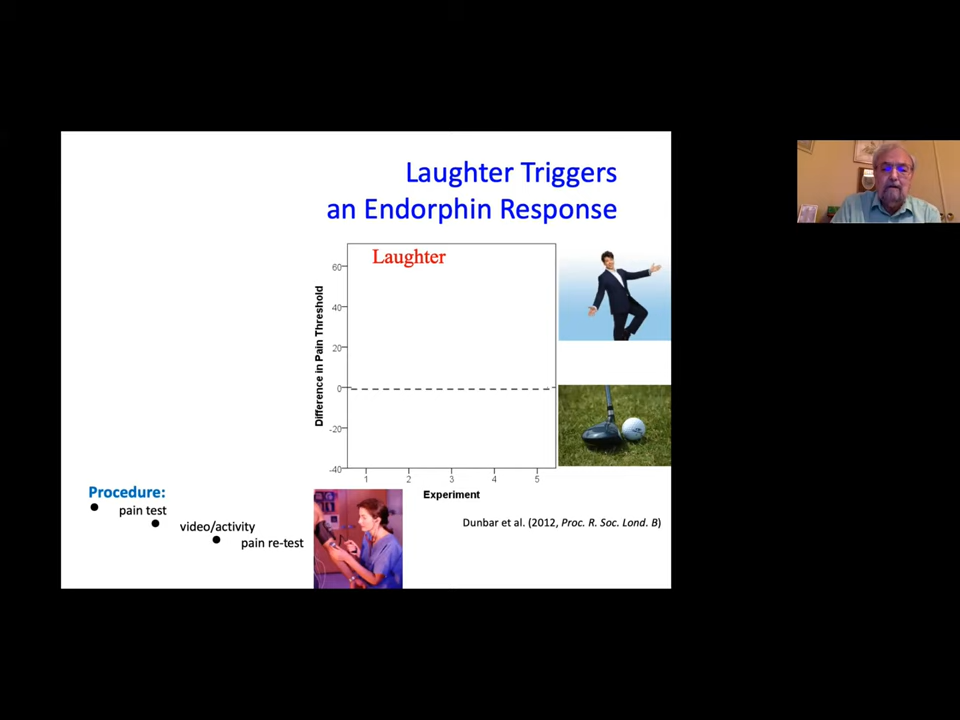 Laughter Triggers
an Endorphin Response
Laughter
60
40
20
0
-20
-40
Difference in Pain Threshold
1 2 3 4 5
Experiment
Dunbar et al. (2012, Proc. R. Soc. Lond. B)
Procedure:
pain test
video/activity
pain re-test